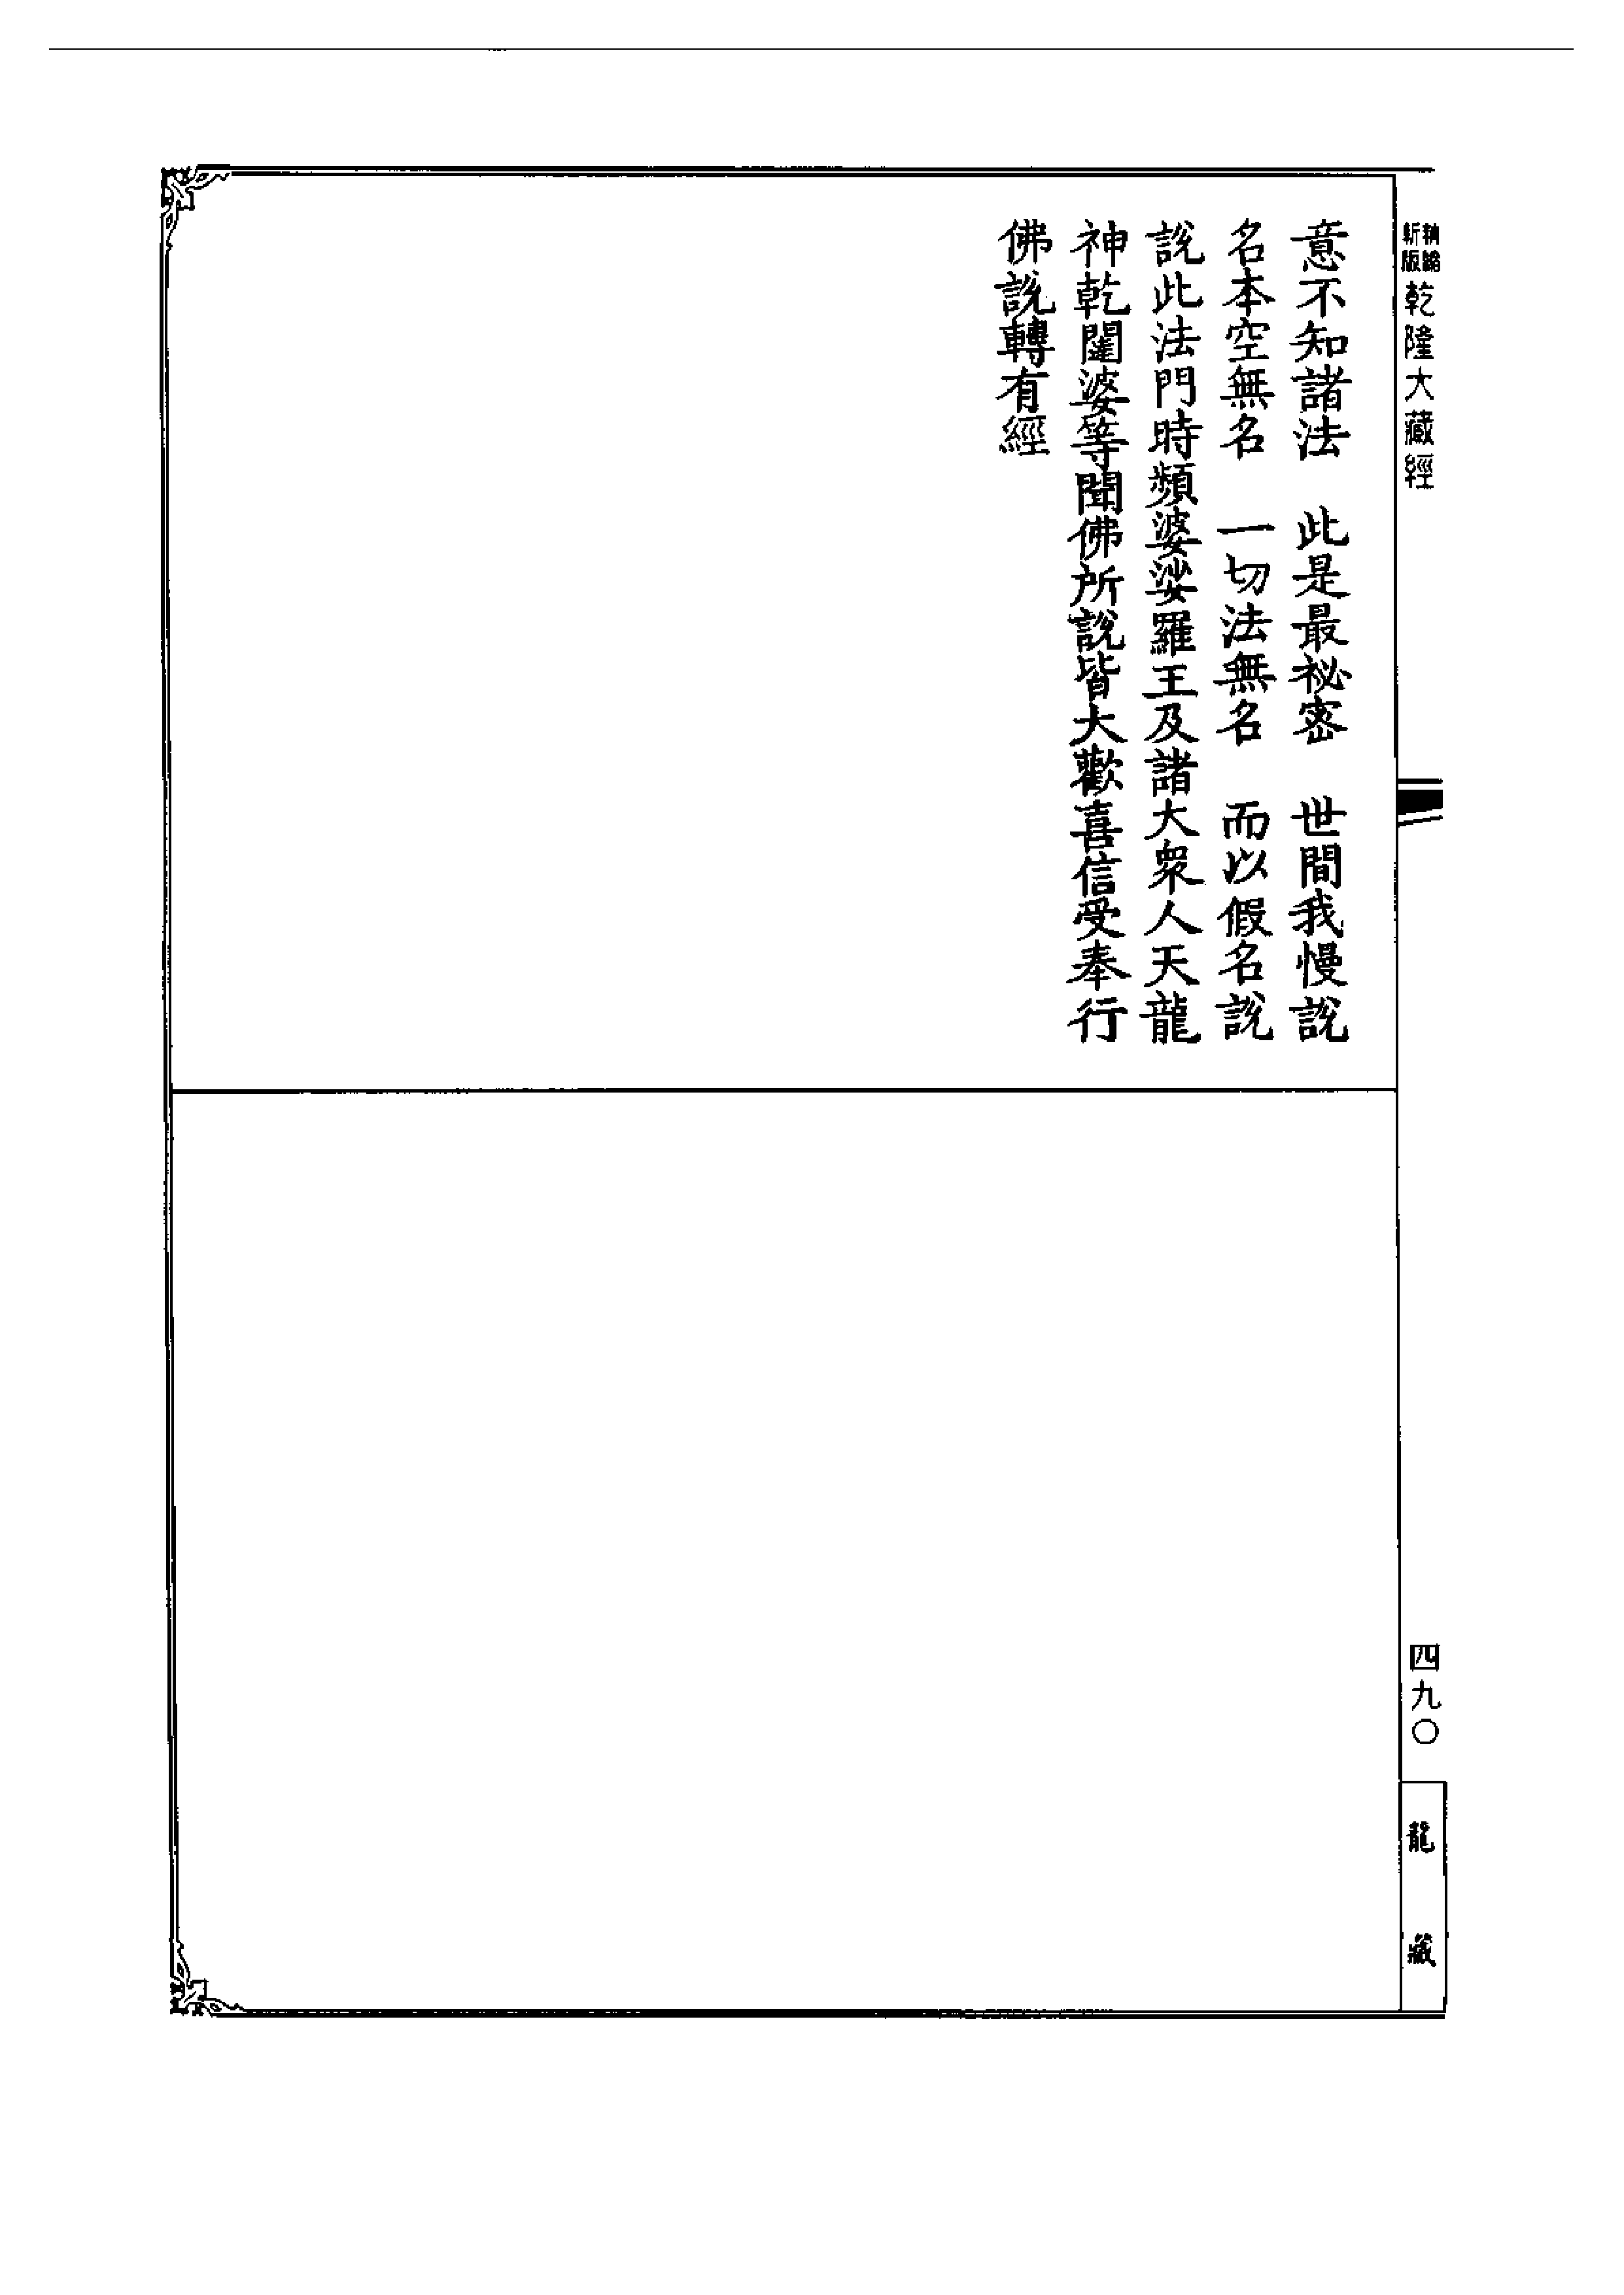 新版精縮乾隆大藏經
意不知諸法　此是最祕密　世間我慢說
名本空無名　一切法無名　而以假名說
說此法門時頻婆娑羅王及諸大衆人天龍
神乾闥婆等聞佛所說皆大歡喜信受奉行
佛說轉有經
四九〇
龍藏